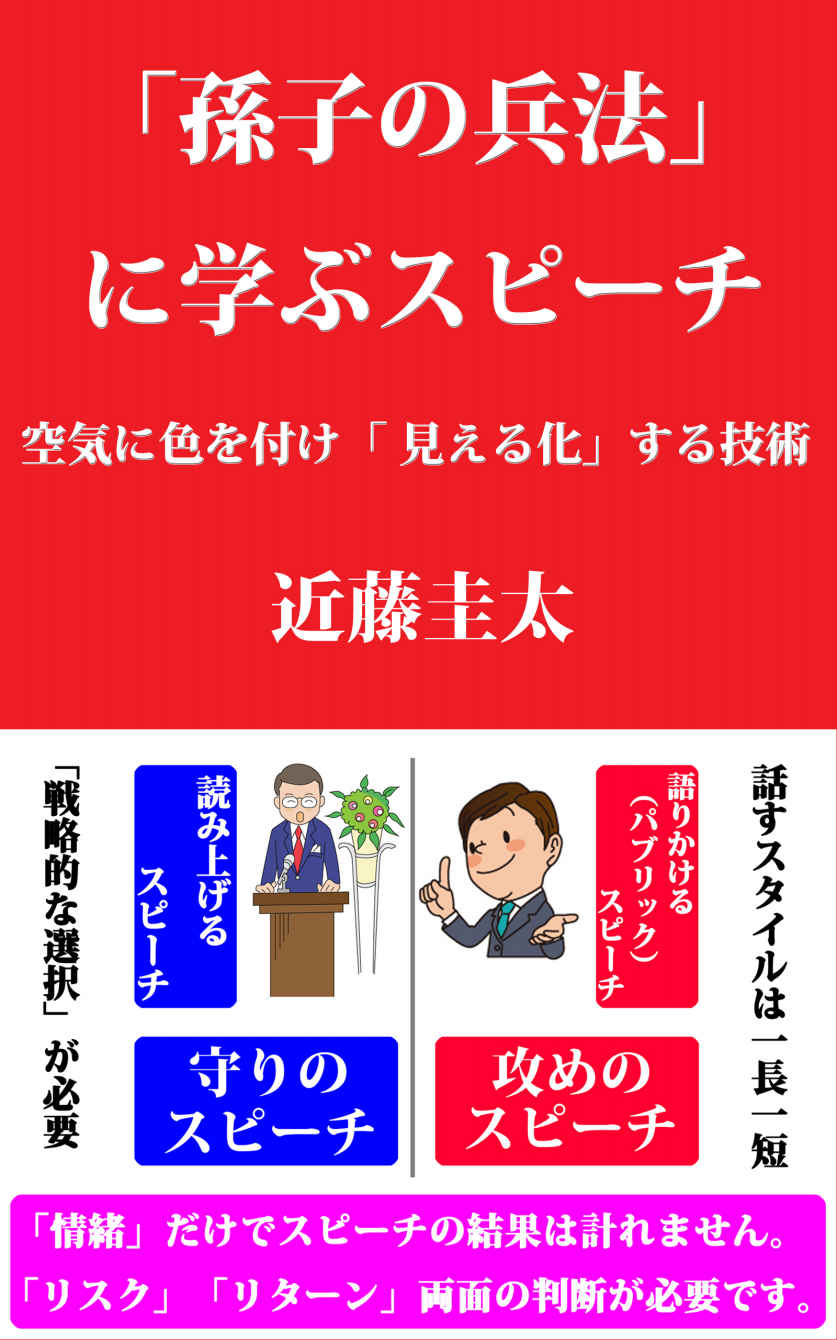 「孫子の兵法」
に学ぶスピーチ
空気に色を付け「見える化」する技術
近藤圭太
話すスタイルは一長一短
語りかける
（パブリック）
スピーチ
攻めの
スピーチ
読み上げる
スピーチ
守りの
スピーチ
「戦略的な選択」が必要
「情緒」だけでスピーチの結果は計れません。
「リスク」「リターン」両面の判断が必要です。